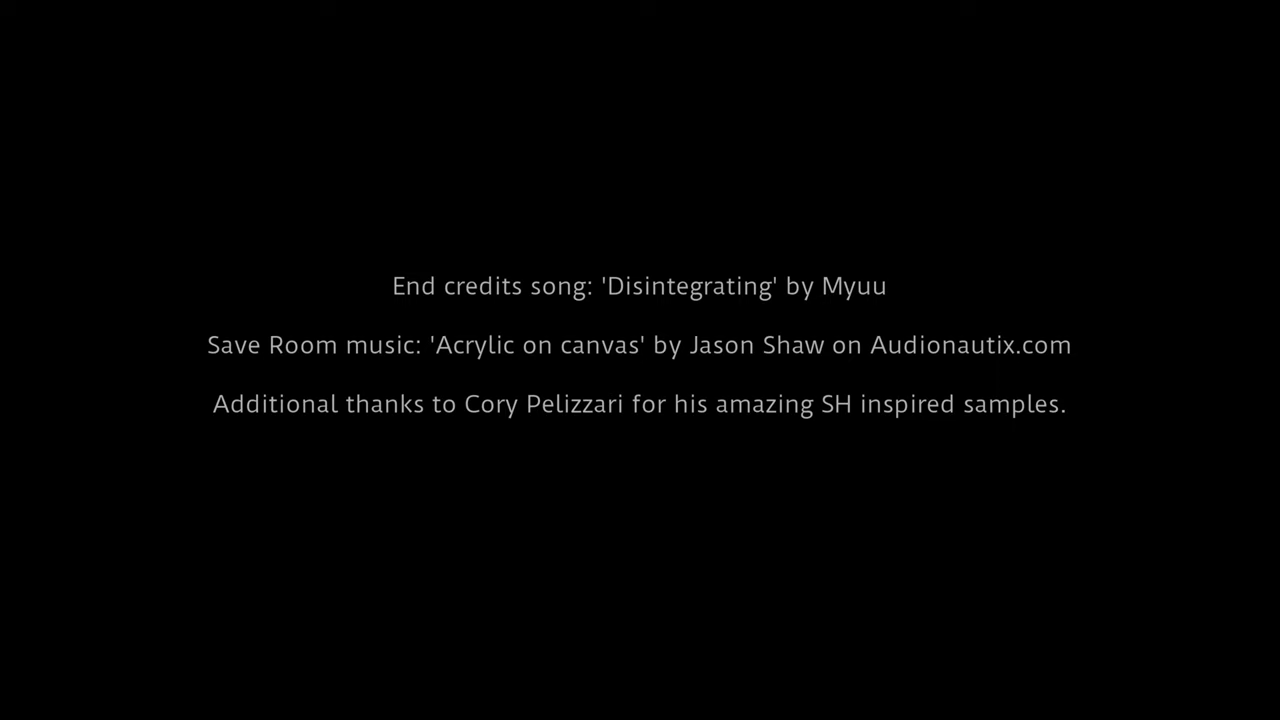 End credits song: 'Disintegrating' by Myuu
Save Room music: 'Acrylic on canvas' by Jason Shaw on Audionautix.com
Additional thanks to Cory Pelizzari for his amazing SH inspired samples.